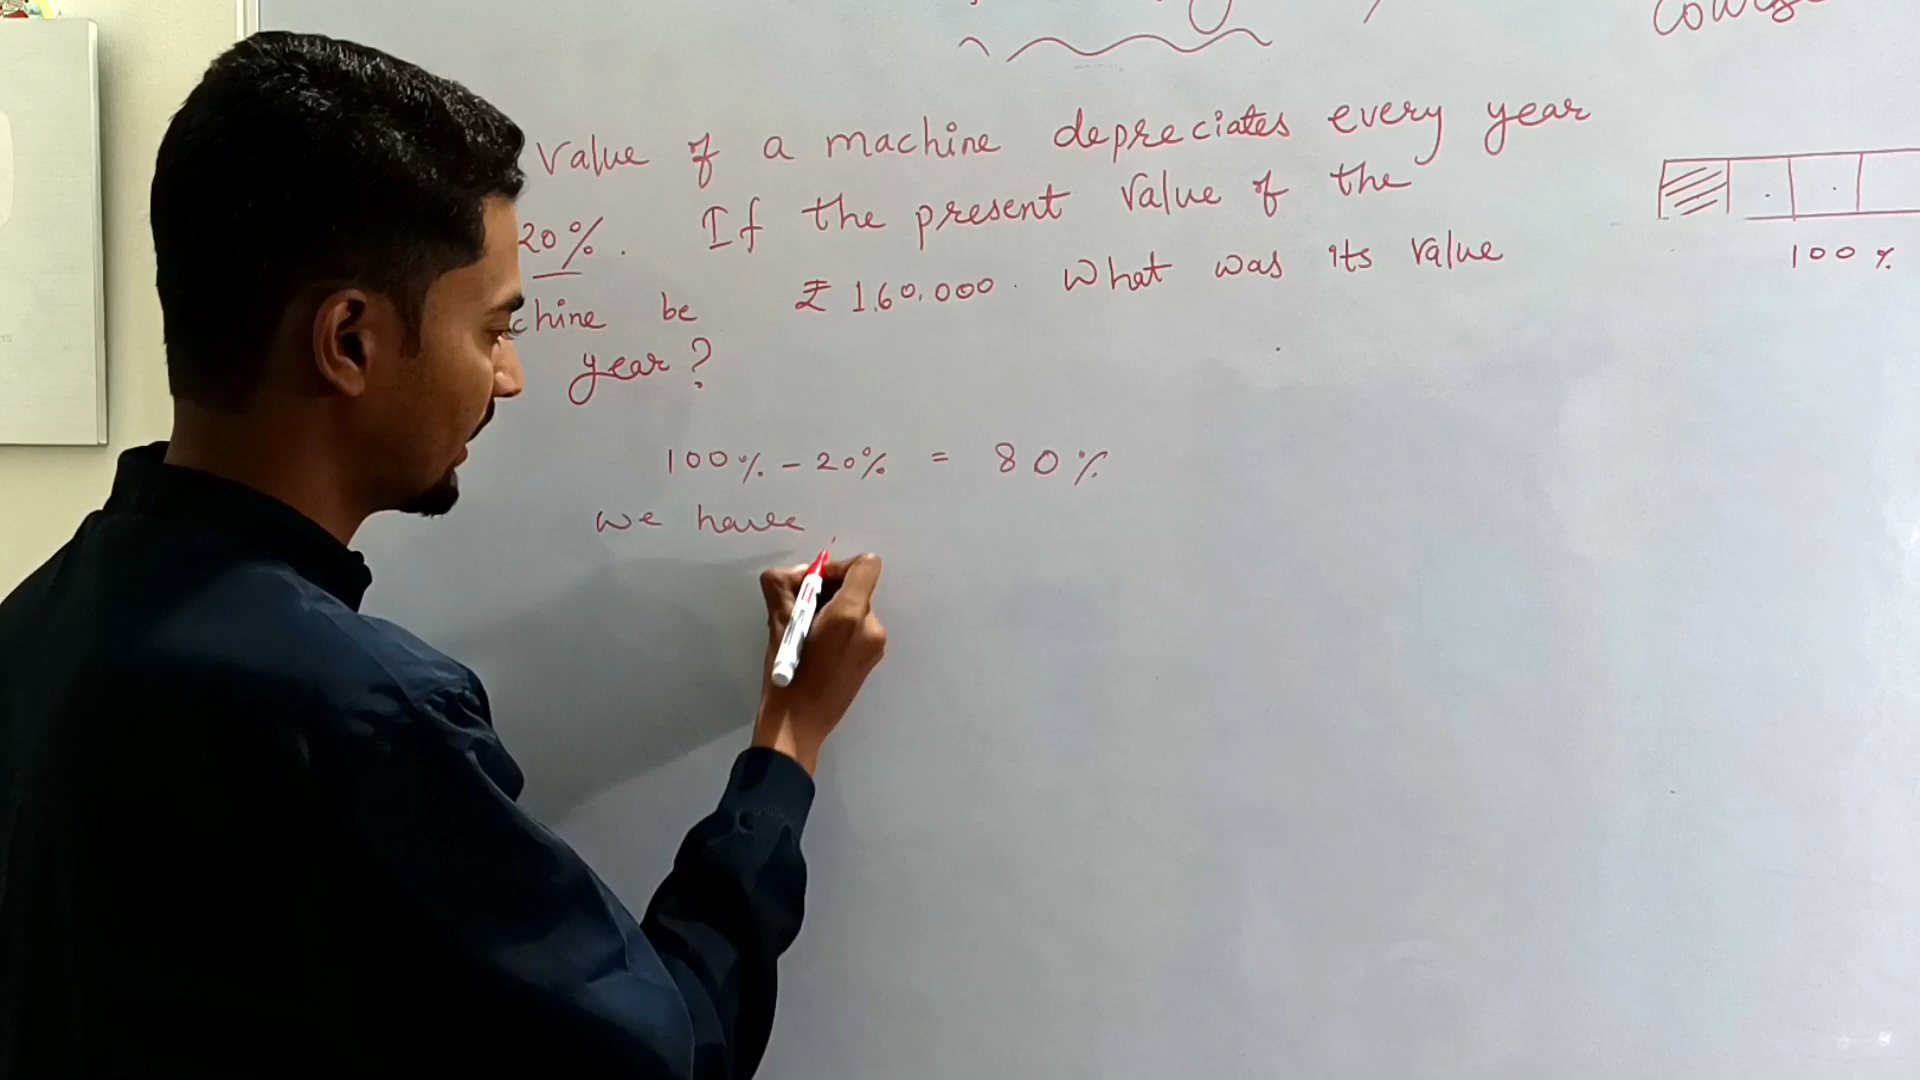 Value of a machine depreciates every year
20%. If the present value of the
chine be ₹ 1,60,000. What was its value
year?
100%
100% - 20% = 80%
we have